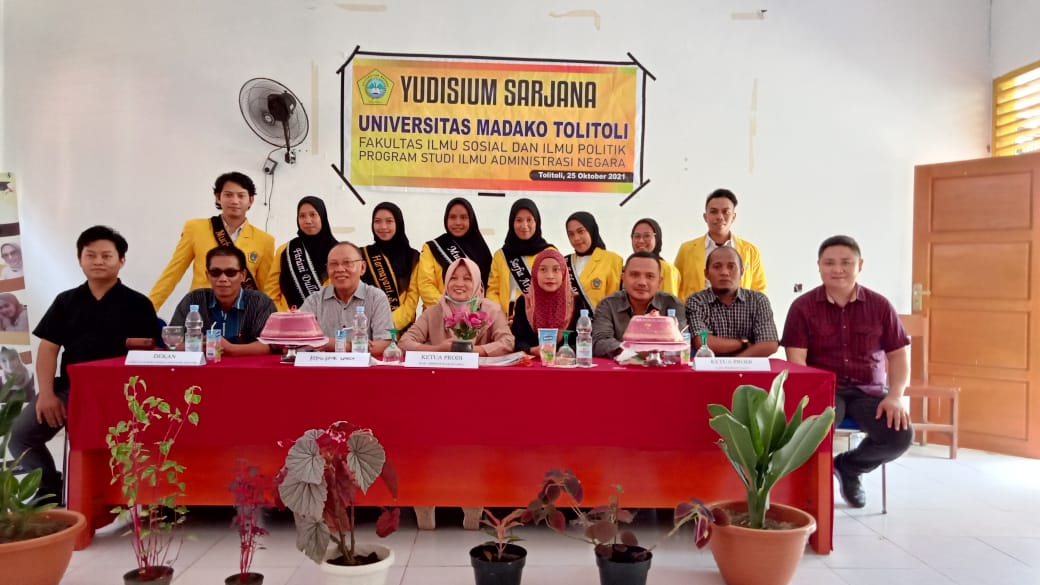 YUDISIUM SARJANA
UNIVERSITAS MADAKO TOLITOLI
FAKULTAS ILMU SOSIAL DAN ILMU POLITIK
PROGRAM STUDI ILMU ADMINISTRASI NEGARA
Tolitoli, 25 Oktober 2021
DEKAN
KETUA PRODI
KETUA PRODI